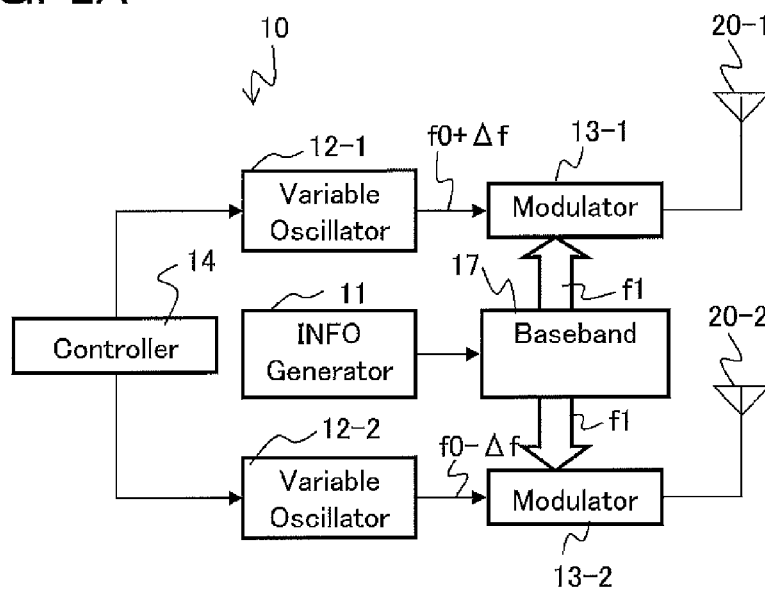 10
20-1
12-1
f0+Δf
13-1
Variable
Oscillator
Modulator
14
11
17
f1
20-2
Controller
INFO
Generator
Baseband
12-2
f0-Δf
f1
Variable
Oscillator
Modulator
13-2